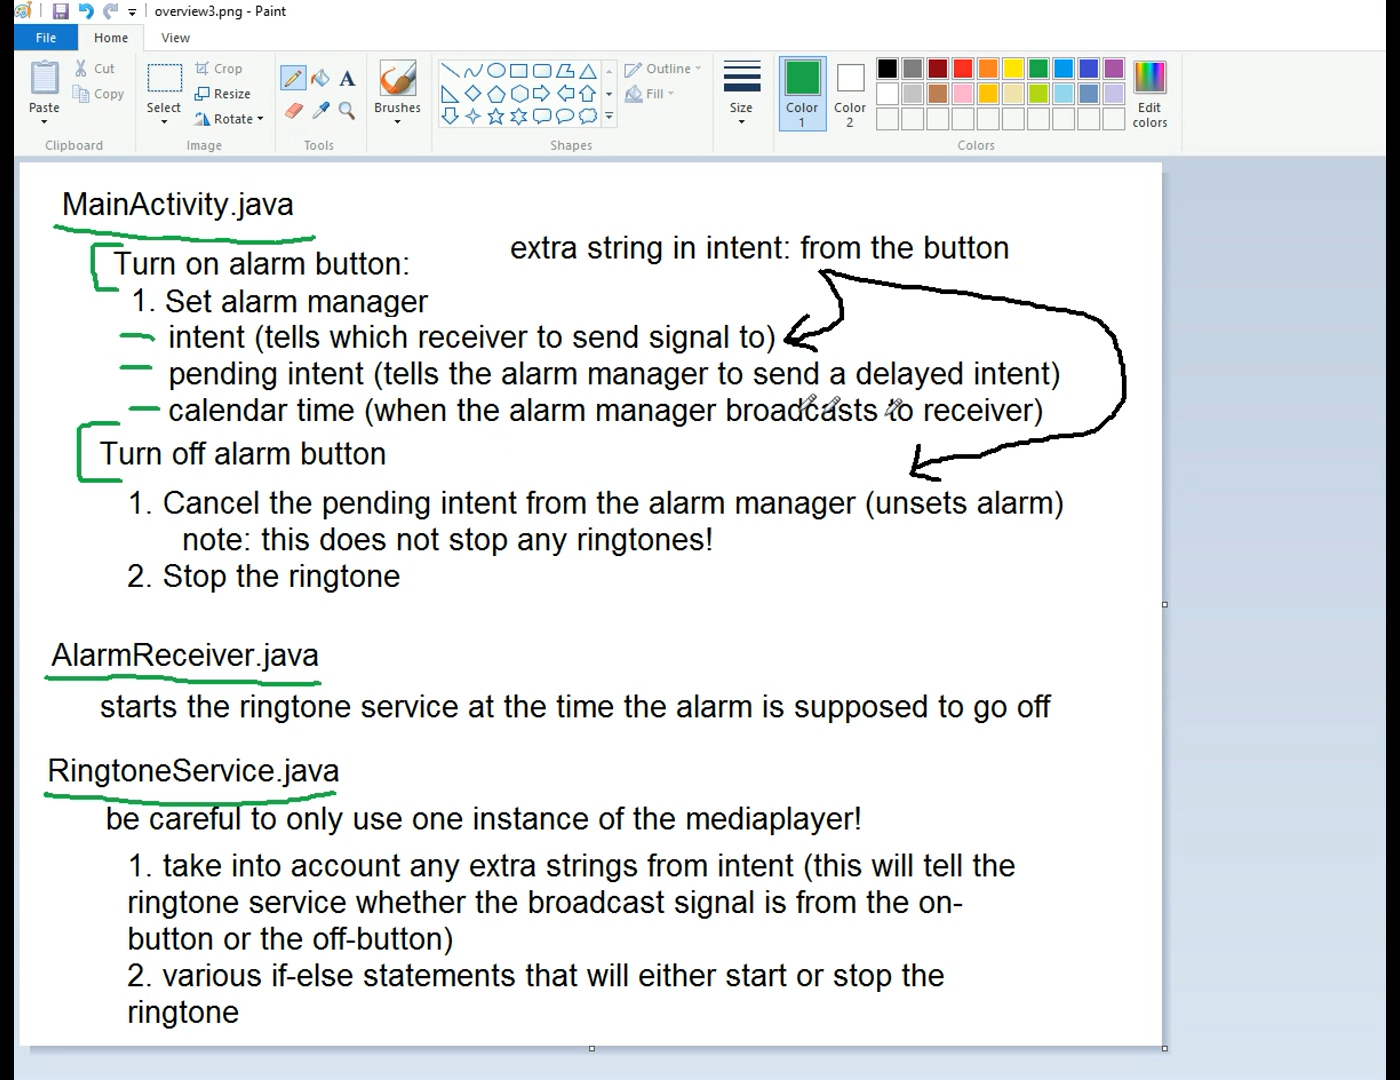 overview3.png - Paint
File Home View
Paste Cut Copy Clipboard
Select Crop Resize Rotate Image
A Tools
Brushes
Outline Fill Shapes
Size
Color 1 Color 2 Edit colors Colors
MainActivity.java
extra string in intent: from the button
Turn on alarm button:
1. Set alarm manager
intent (tells which receiver to send signal to)
pending intent (tells the alarm manager to send a delayed intent)
calendar time (when the alarm manager broadcasts to receiver)
Turn off alarm button
1. Cancel the pending intent from the alarm manager (unsets alarm)
note: this does not stop any ringtones!
2. Stop the ringtone
AlarmReceiver.java
starts the ringtone service at the time the alarm is supposed to go off
RingtoneService.java
be careful to only use one instance of the mediaplayer!
1. take into account any extra strings from intent (this will tell the
ringtone service whether the broadcast signal is from the on-
button or the off-button)
2. various if-else statements that will either start or stop the
ringtone